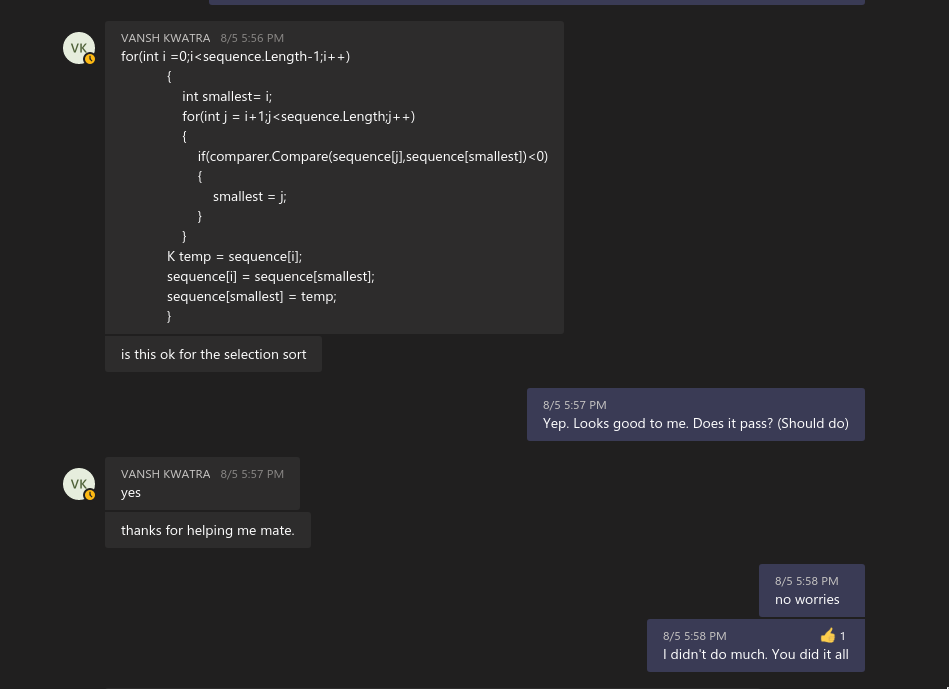 VANSH KWATRA 8/5 5:56 PM
VK
for(int i =0;i<sequence.Length-1;i++)
{
int smallest= i;
for(int j = i+1;j<sequence.Length;j++)
{
if(comparer.Compare(sequence[j],sequence[smallest])<0)
{
smallest = j;
}
}
K temp = sequence[i];
sequence[i] = sequence[smallest];
sequence[smallest] = temp;
}
is this ok for the selection sort
8/5 5:57 PM
Yep. Looks good to me. Does it pass? (Should do)
VANSH KWATRA 8/5 5:57 PM
VK
yes
thanks for helping me mate.
8/5 5:58 PM
no worries
8/5 5:58 PM 👍 1
I didn't do much. You did it all